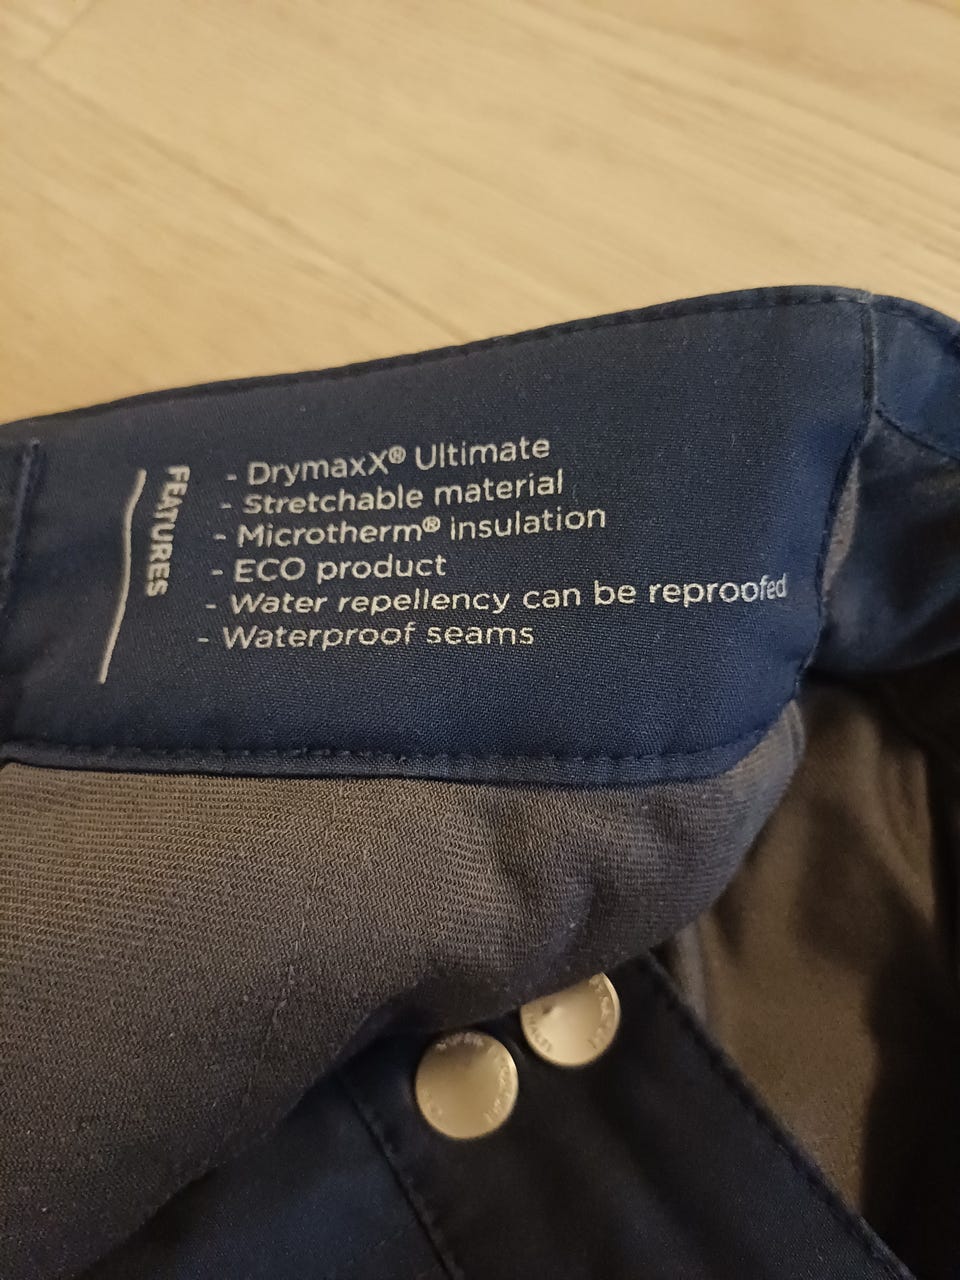 FEATURES
- DrymaxX® Ultimate
- Stretchable material
- Microtherm® insulation
- ECO product
- Water repellency can be reproofed
- Waterproof seams